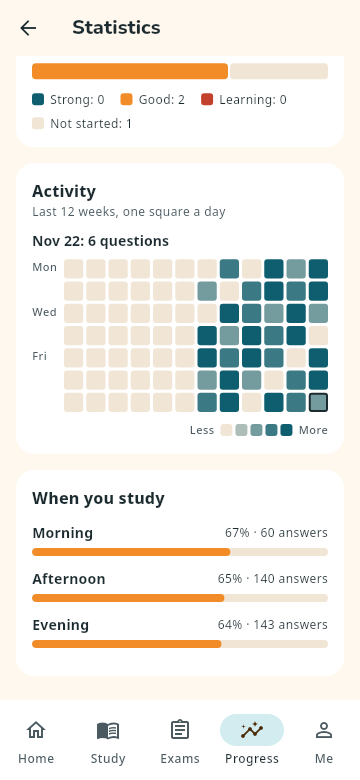 Statistics
Strong: 0 Good: 2 Learning: 0
Not started: 1
Activity
Last 12 weeks, one square a day
Nov 22: 6 questions
Mon
Wed
Fri
Less More
When you study
Morning 67% · 60 answers
Afternoon 65% · 140 answers
Evening 64% · 143 answers
Home Study Exams Progress Me